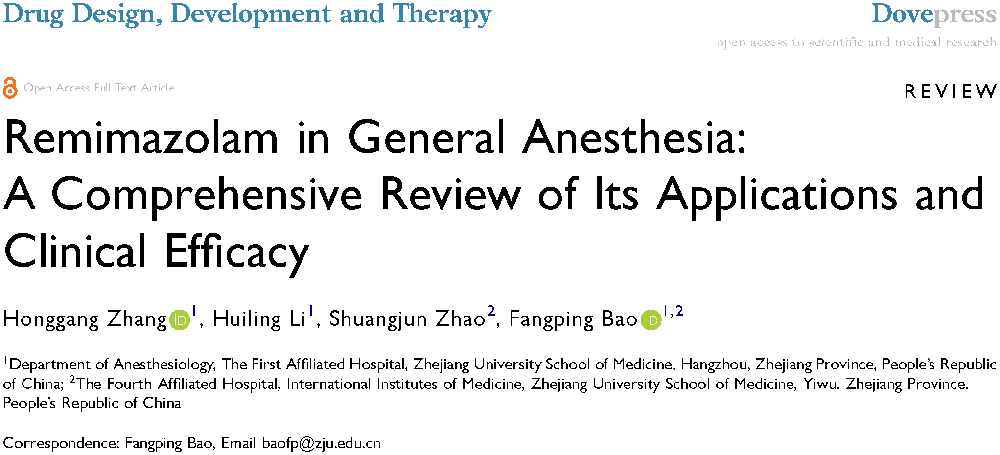 Drug Design, Development and Therapy
Dovepress
open access to scientific and medical research
Open Access Full Text Article
REVIEW
Remimazolam in General Anesthesia:
A Comprehensive Review of Its Applications and
Clinical Efficacy
Honggang Zhang iD 1, Huiling Li1, Shuangjun Zhao2, Fangping Bao iD 1,2
1Department of Anesthesiology, The First Affiliated Hospital, Zhejiang University School of Medicine, Hangzhou, Zhejiang Province, People’s Republic
of China; 2The Fourth Affiliated Hospital, International Institutes of Medicine, Zhejiang University School of Medicine, Yiwu, Zhejiang Province,
People’s Republic of China
Correspondence: Fangping Bao, Email baofp@zju.edu.cn